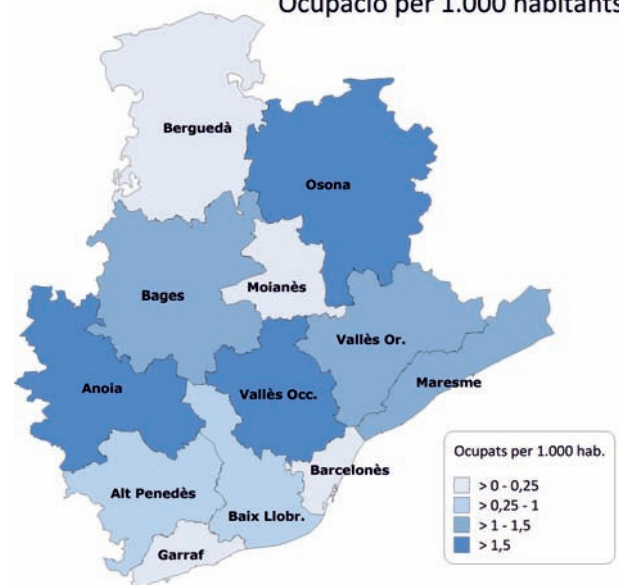 Ocupació per 1.000 habitants
Berguedà
Osona
Moianès
Bages
Vallès Or.
Maresme
Anoia
Vallès Occ.
Barcelonès
Alt Penedès
Baix Llobr.
Garraf
Ocupats per 1.000 hab.
> 0 - 0,25
> 0,25 - 1
> 1 - 1,5
> 1,5